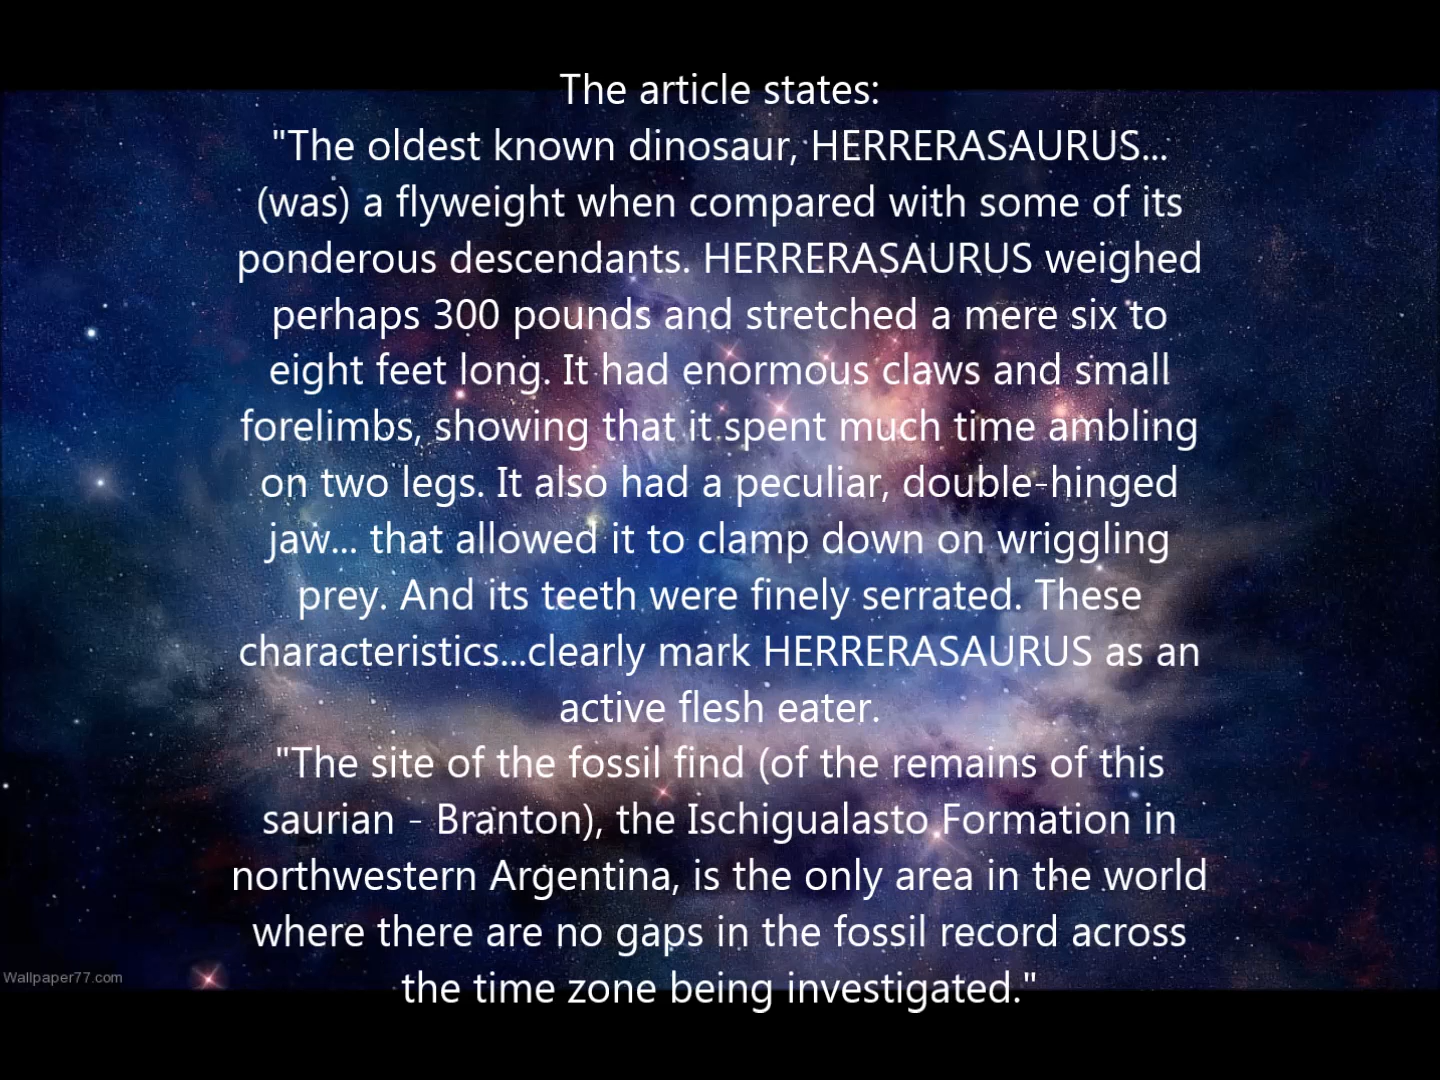 The article states:
"The oldest known dinosaur, HERRERASAURUS...
(was) a flyweight when compared with some of its
ponderous descendants. HERRERASAURUS weighed
perhaps 300 pounds and stretched a mere six to
eight feet long. It had enormous claws and small
forelimbs, showing that it spent much time ambling
on two legs. It also had a peculiar, double-hinged
jaw... that allowed it to clamp down on wriggling
prey. And its teeth were finely serrated. These
characteristics...clearly mark HERRERASAURUS as an
active flesh eater.
"The site of the fossil find (of the remains of this
saurian - Branton), the Ischigualasto Formation in
northwestern Argentina, is the only area in the world
where there are no gaps in the fossil record across
the time zone being investigated."
Wallpaper77.com